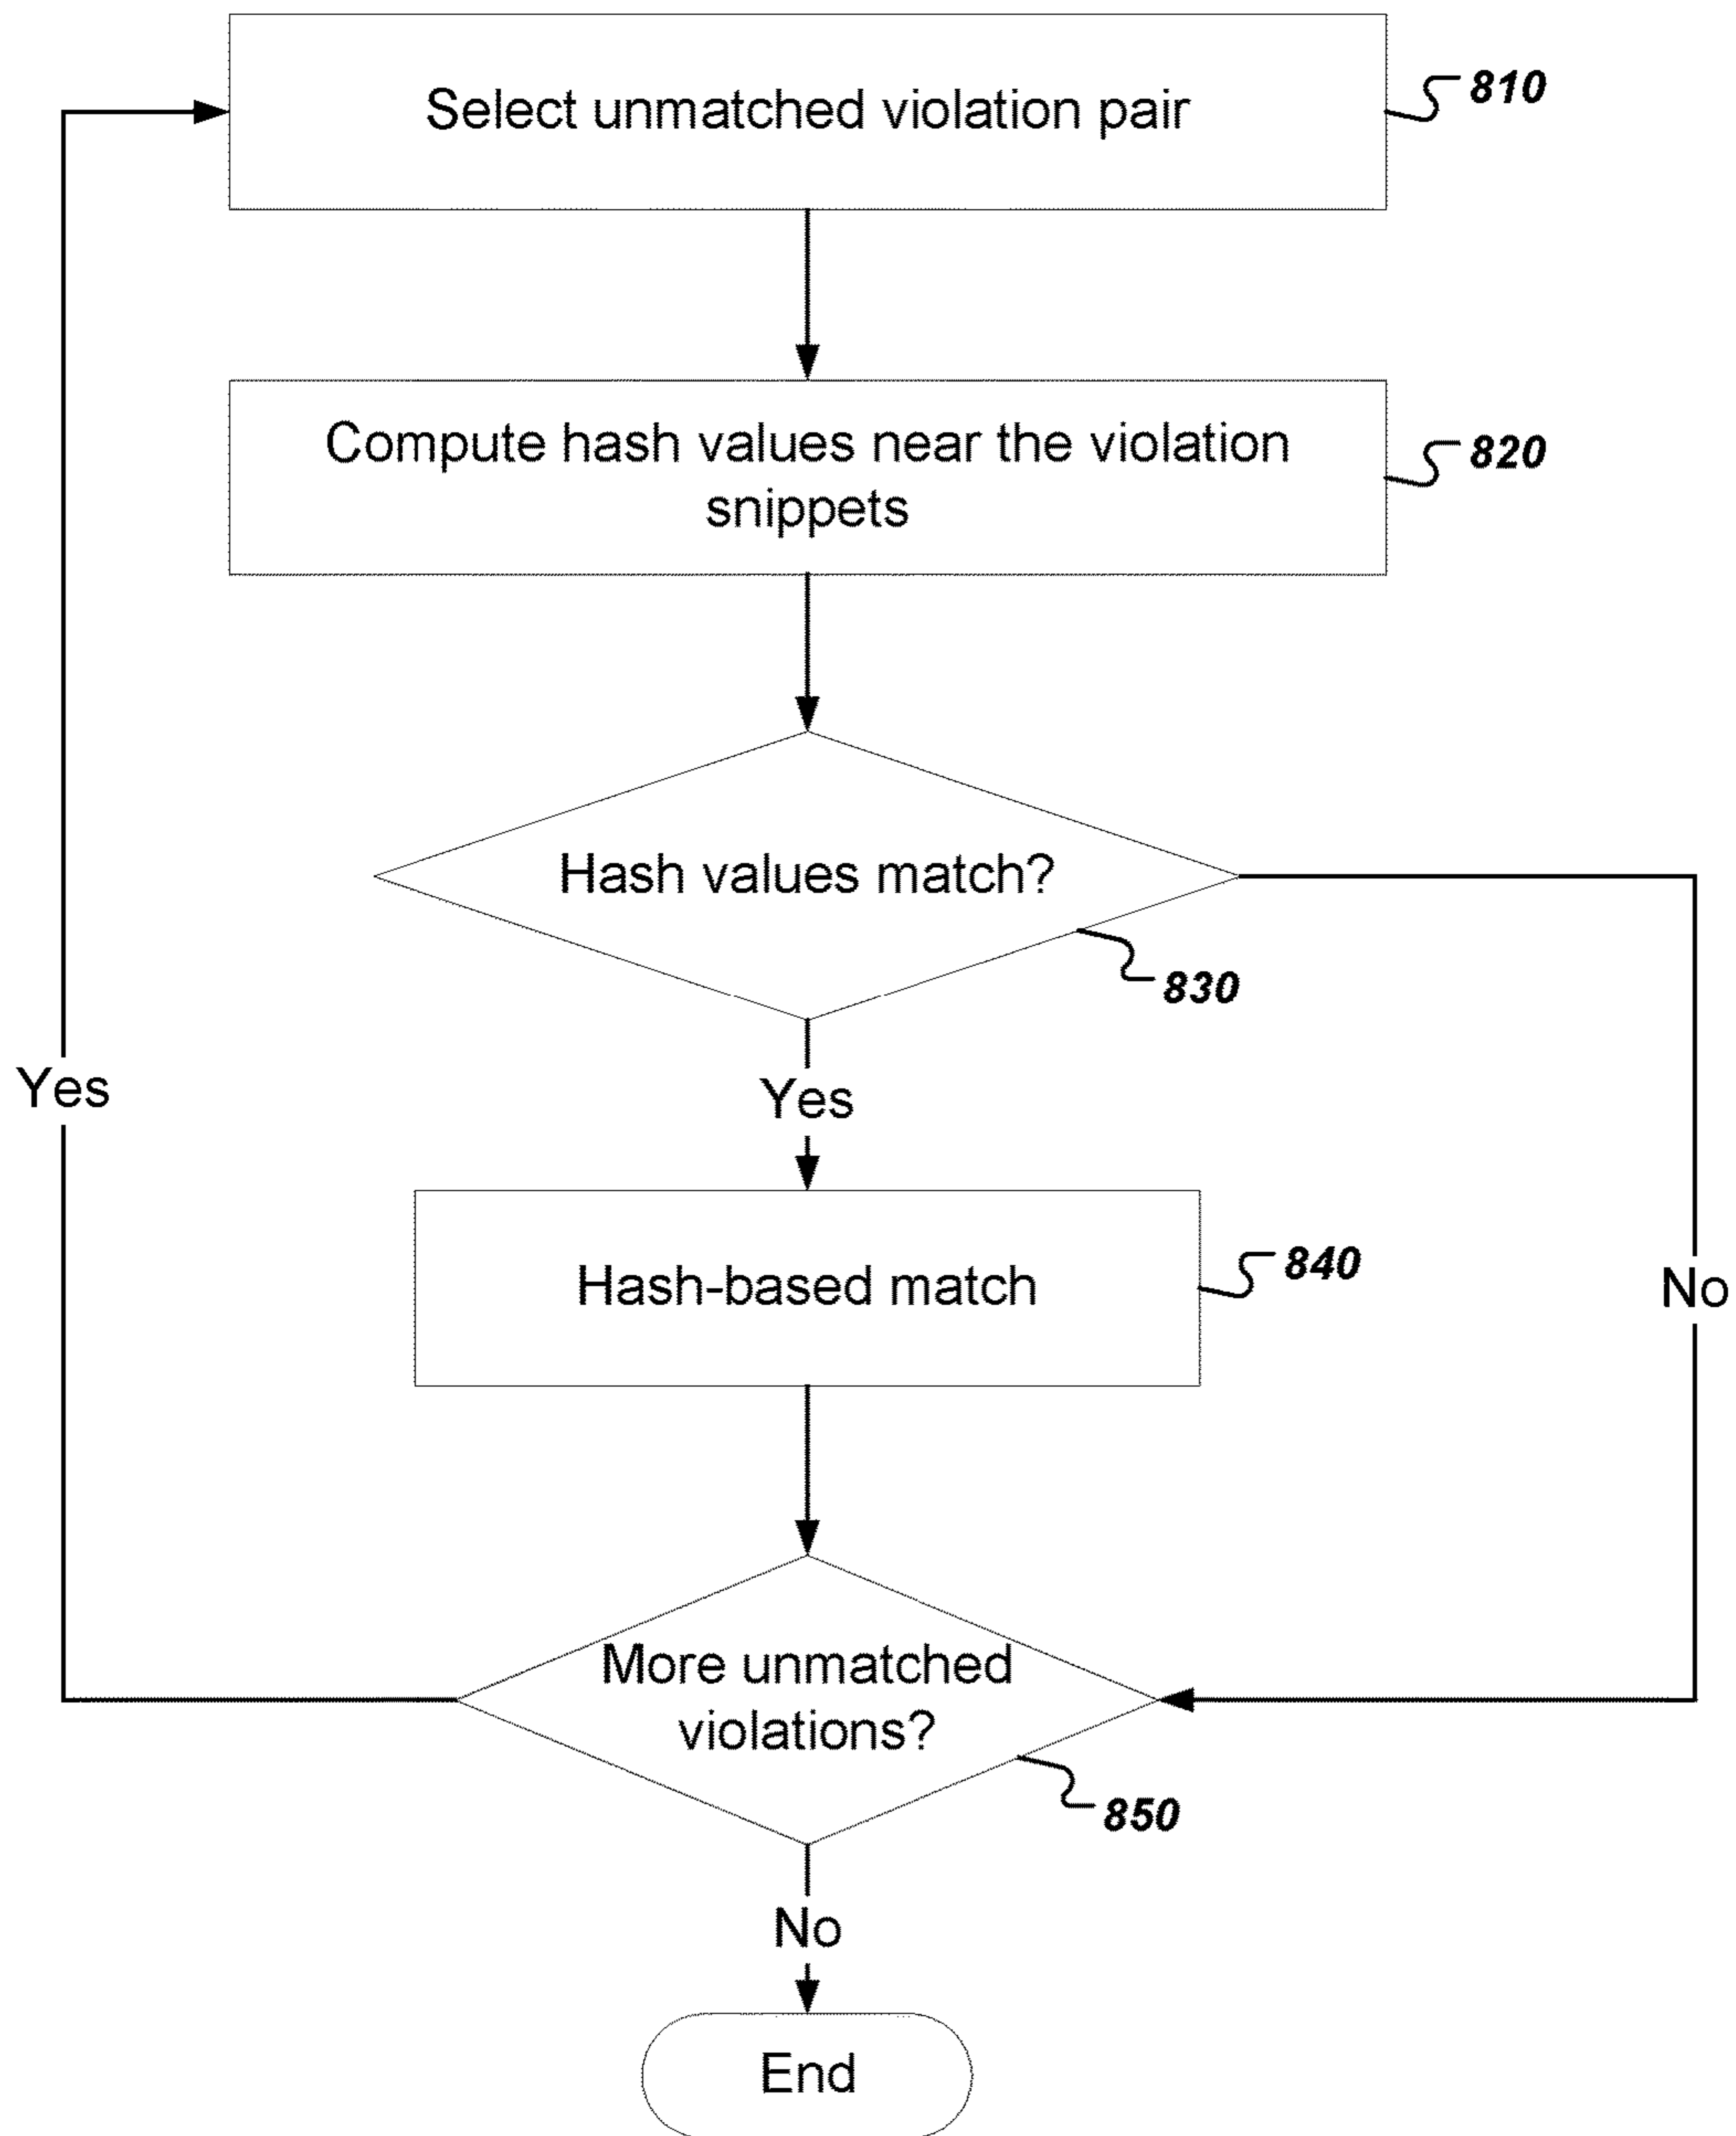 Select unmatched violation pair
810
Compute hash values near the violation
snippets
820
Hash values match?
830
Yes
Yes
Hash-based match
840
No
More unmatched
violations?
850
No
End